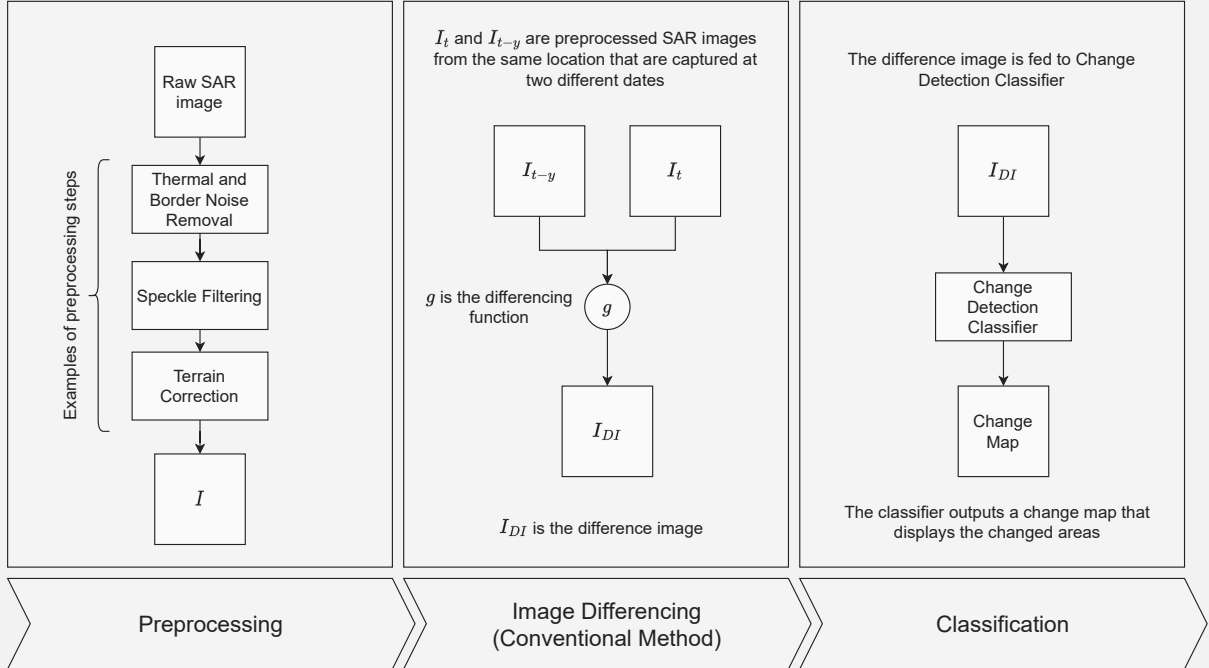 Raw SAR
image
Examples of preprocessing steps
Thermal and
Border Noise
Removal
Speckle Filtering
Terrain
Correction
I
Preprocessing
I_t and I_{t−y} are preprocessed SAR images
from the same location that are captured at
two different dates
I_{t−y}
I_t
g is the differencing
function
g
I_{DI}
I_{DI} is the difference image
Image Differencing
(Conventional Method)
The difference image is fed to Change
Detection Classifier
I_{DI}
Change
Detection
Classifier
Change
Map
The classifier outputs a change map that
displays the changed areas
Classification